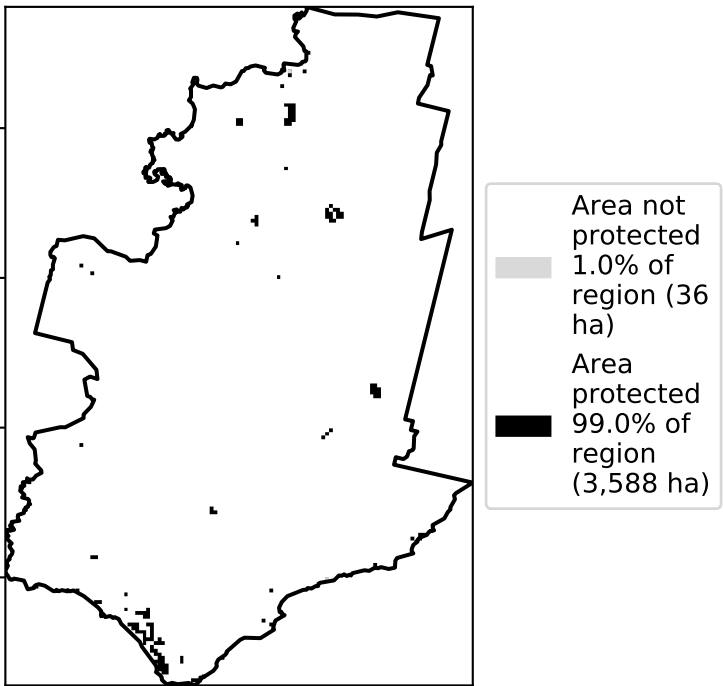 Area not
protected
1.0% of
region (36
ha)
Area
protected
99.0% of
region
(3,588 ha)